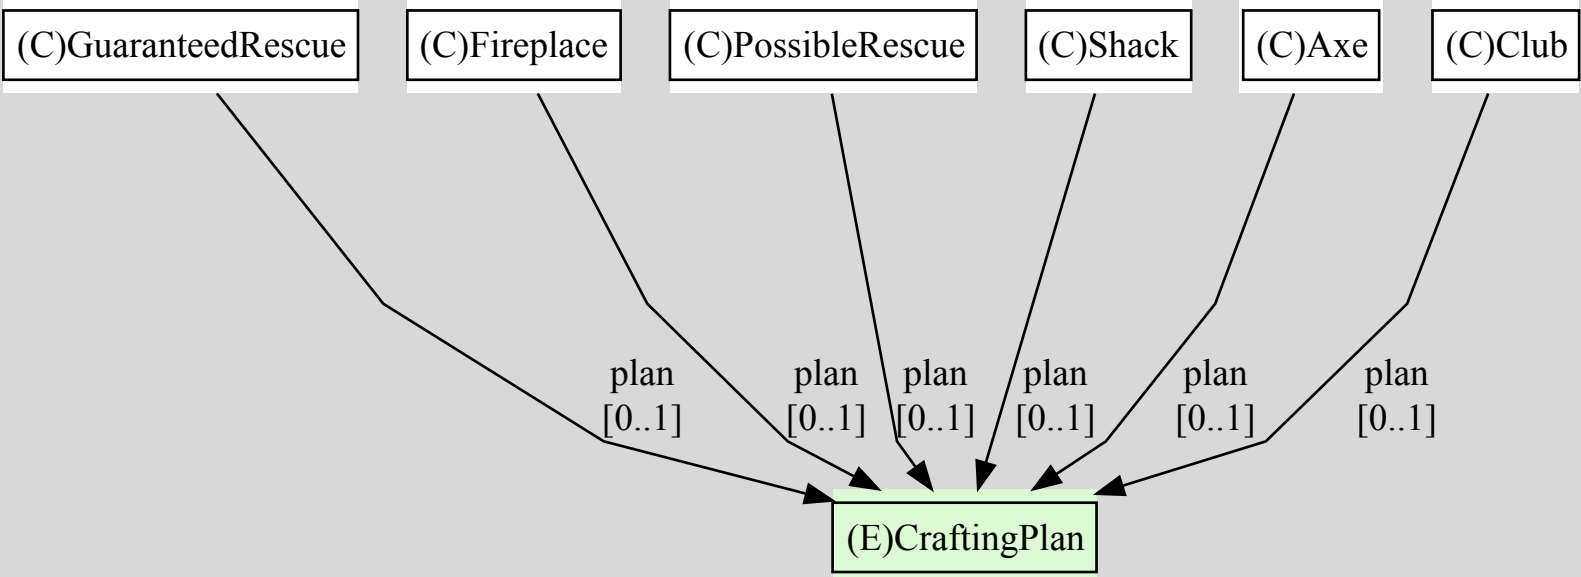 (C)GuaranteedRescue
(C)Fireplace
(C)PossibleRescue
(C)Shack
(C)Axe
(C)Club
plan
[0..1]
plan
[0..1]
plan
[0..1]
plan
[0..1]
plan
[0..1]
plan
[0..1]
(E)CraftingPlan